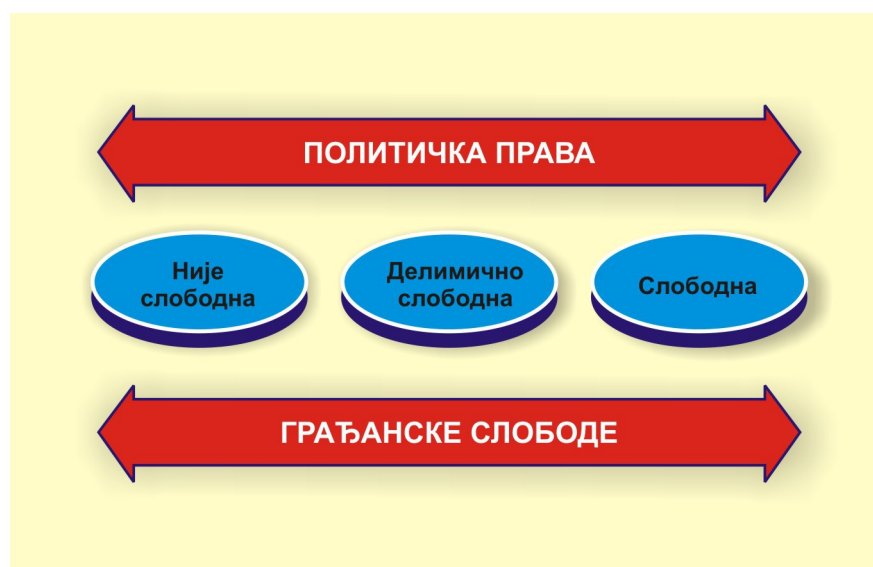 ПОЛИТИЧКА ПРАВА
Није
слободна
Делимично
слободна
Слободна
ГРАЂАНСКЕ СЛОБОДЕ